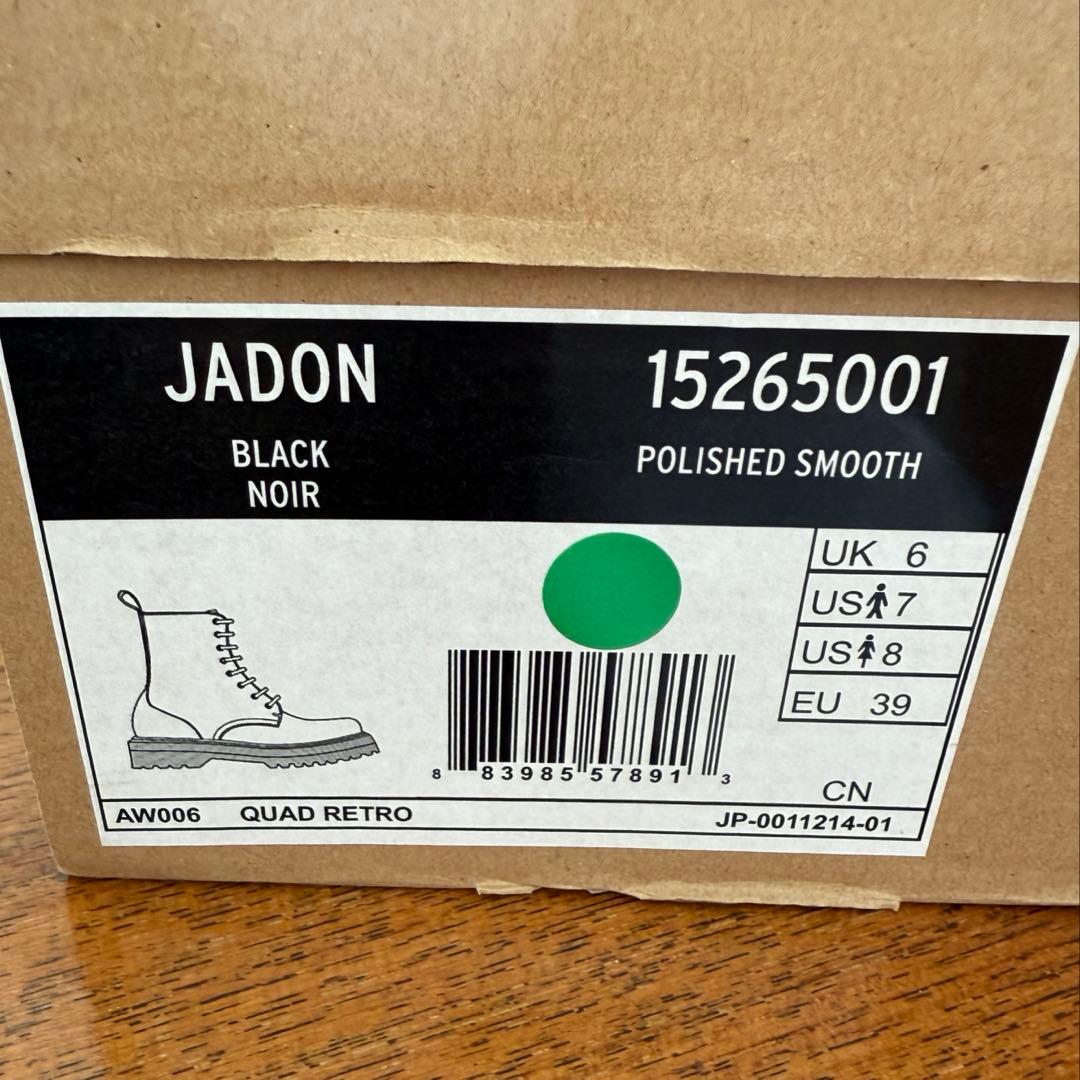 JADON
BLACK
NOIR
15265001
POLISHED SMOOTH
UK 6
US 7
US 8
EU 39
8 83985 57891 3
CN
AW006 QUAD RETRO
JP-0011214-01